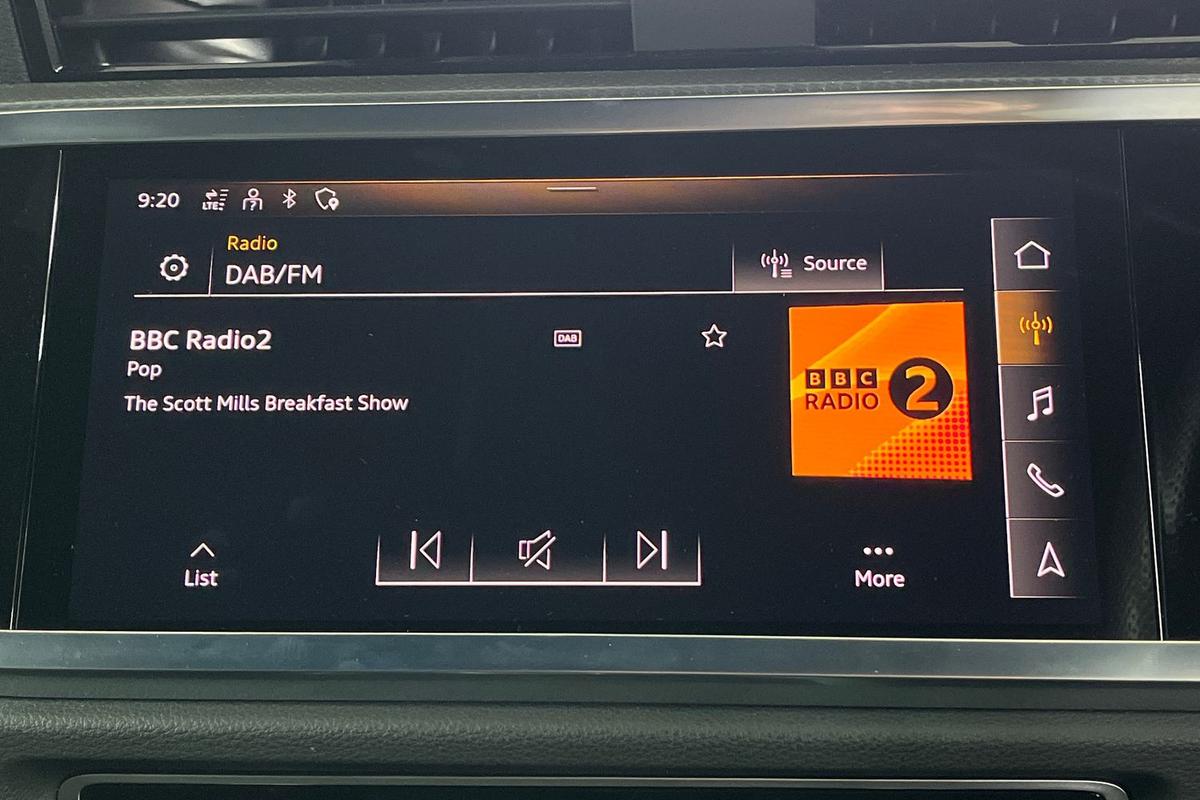 9:20 LTE
Radio
DAB/FM
Source
BBC Radio2
DAB
Pop
The Scott Mills Breakfast Show
BBC
RADIO 2
List
More